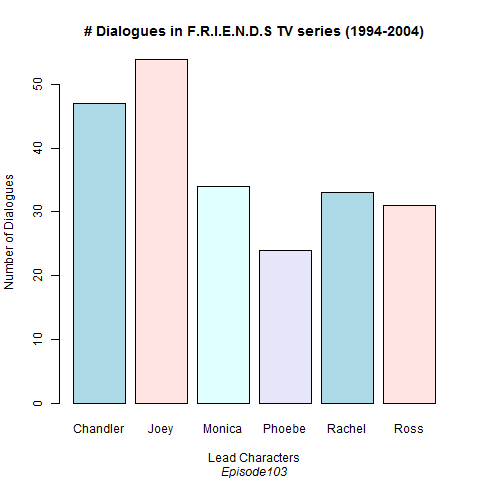 # Dialogues in F.R.I.E.N.D.S TV series (1994-2004)
Number of Dialogues
50
40
30
20
10
0
Chandler Joey Monica Phoebe Rachel Ross
Lead Characters
Episode103